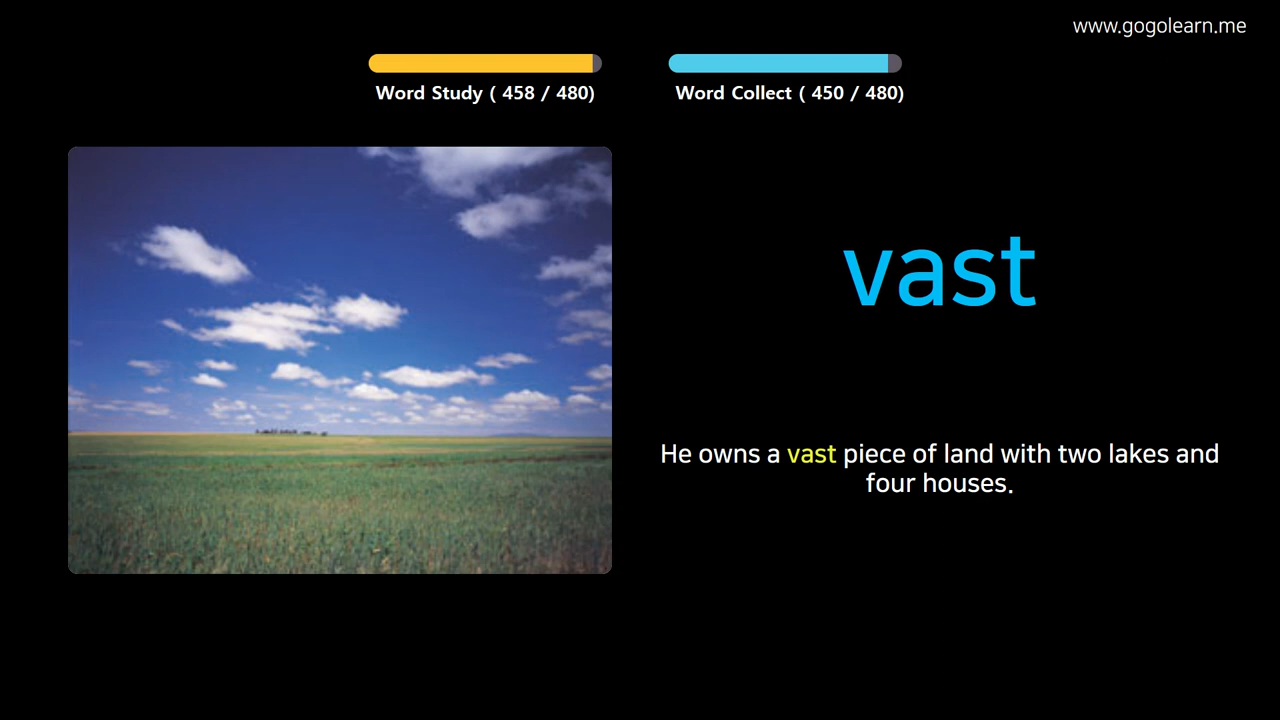 www.gogolearn.me
Word Study ( 458 / 480)
Word Collect ( 450 / 480)
vast
He owns a vast piece of land with two lakes and
four houses.